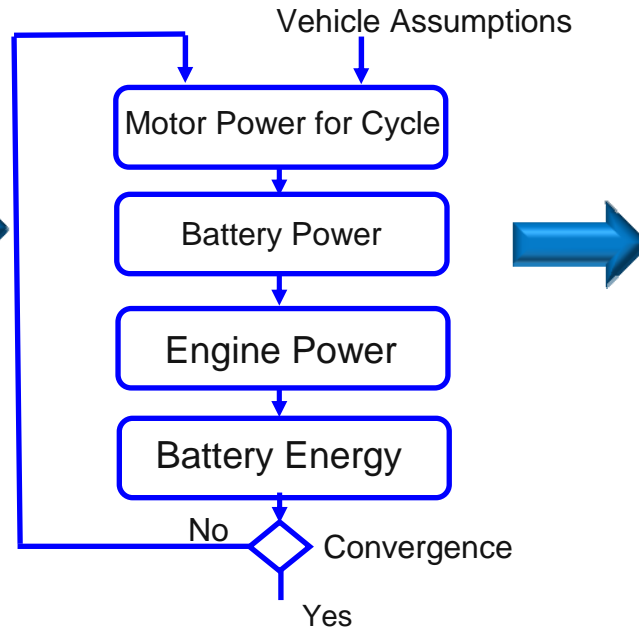 Vehicle Assumptions
Motor Power for Cycle
Battery Power
Engine Power
Battery Energy
No
Convergence
Yes